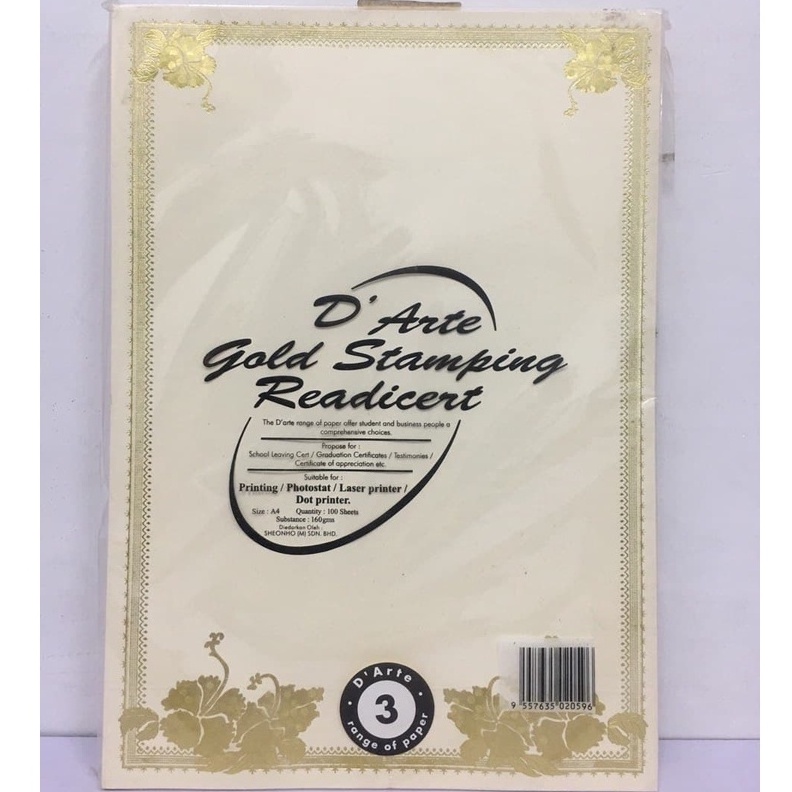 D' Arte
Gold Stamping
Readicert
The D'arte range of paper offer student and business people a
comprehensive choices.
Propose for :
School Leaving Cert / Graduation Certificates / Testimonies /
Certificate of appreciation etc.
Suitable for :
Printing / Photostat / Laser printer /
Dot printer.
Size : A4 Quantity : 100 Sheets
Substance : 160gms
Diedarkan Oleh :
SHEONHO (M) SDN. BHD.
D'Arte
3
range of paper
9 557635 020596